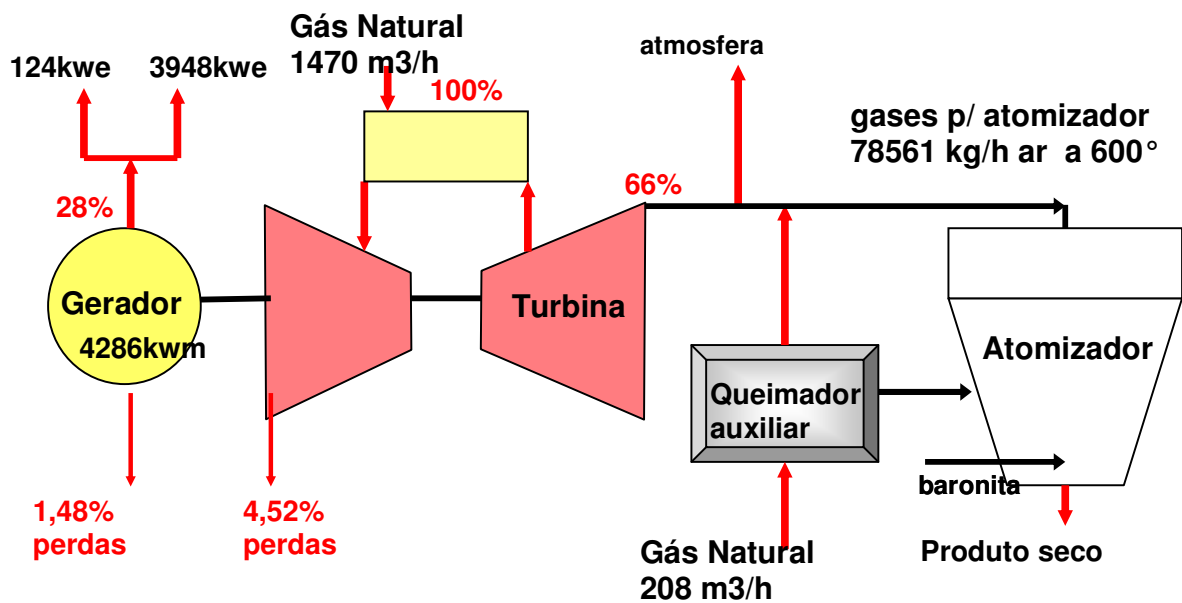 Gás Natural
1470 m3/h
124kwe
3948kwe
100%
atmosfera
gases p/ atomizador
78561 kg/h ar a 600°
28%
66%
Gerador
4286kwm
Turbina
Atomizador
Queimador
auxiliar
baronita
1,48%
perdas
4,52%
perdas
Gás Natural
208 m3/h
Produto seco